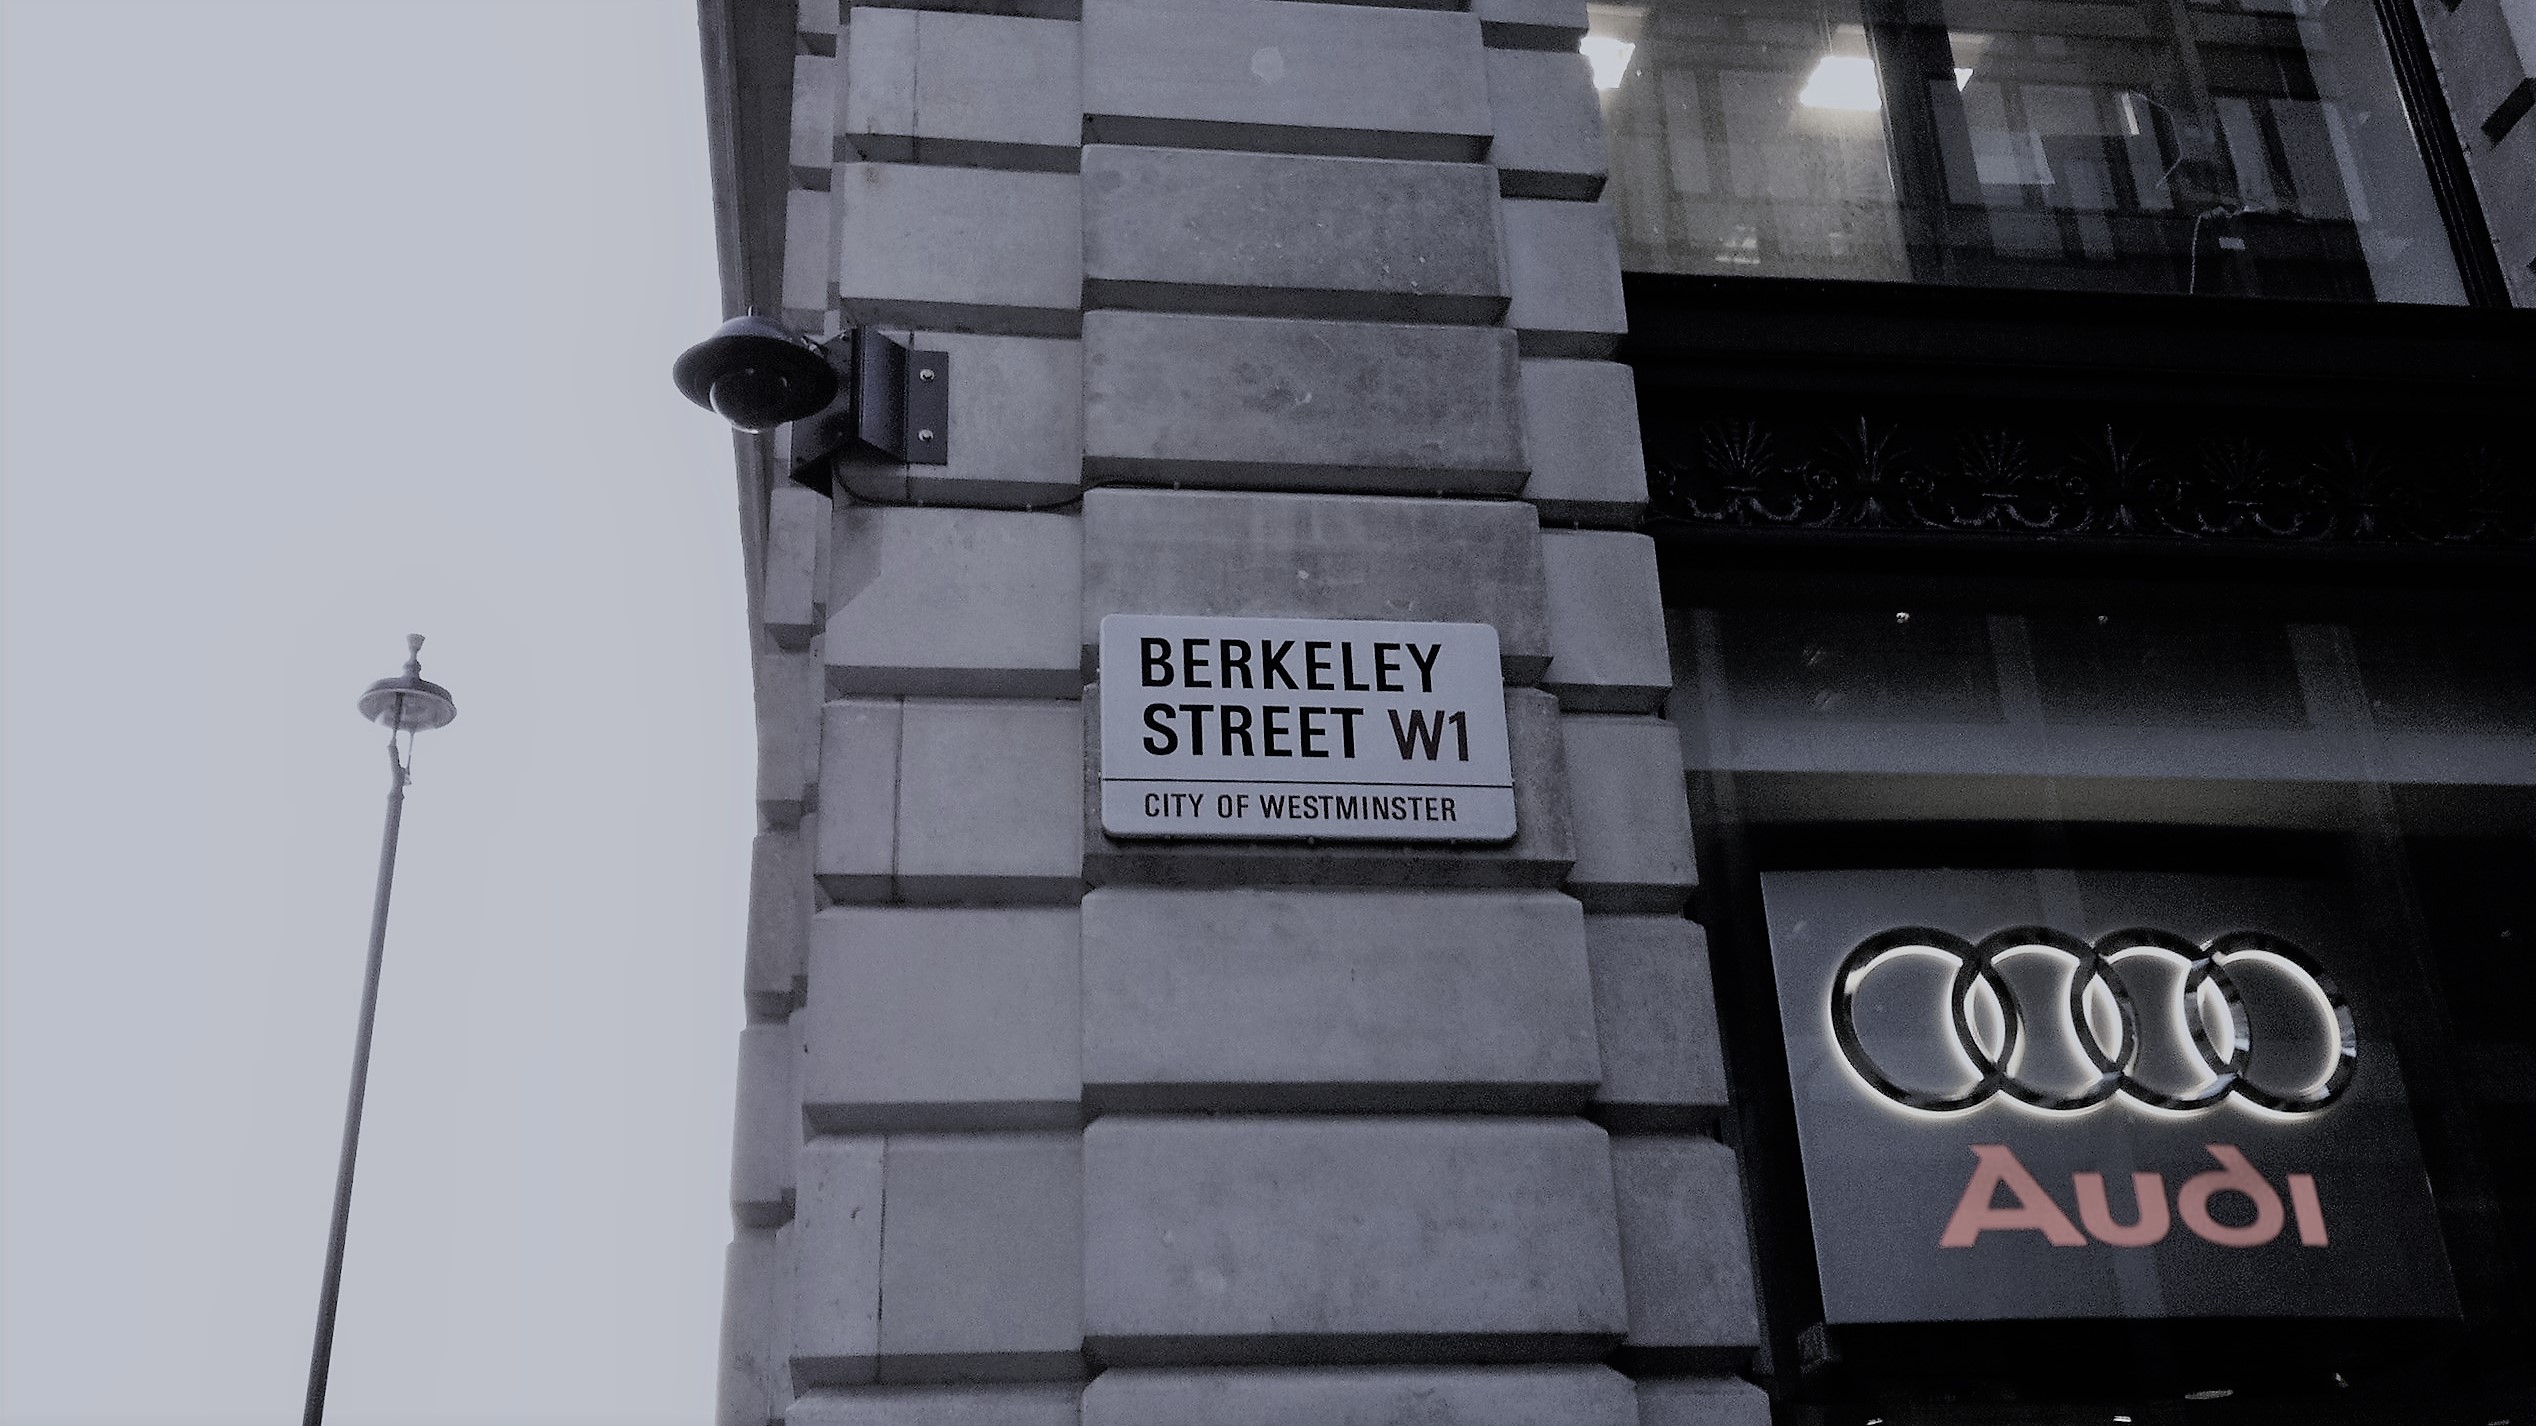 BERKELEY
STREET W1
CITY OF WESTMINSTER
Audi